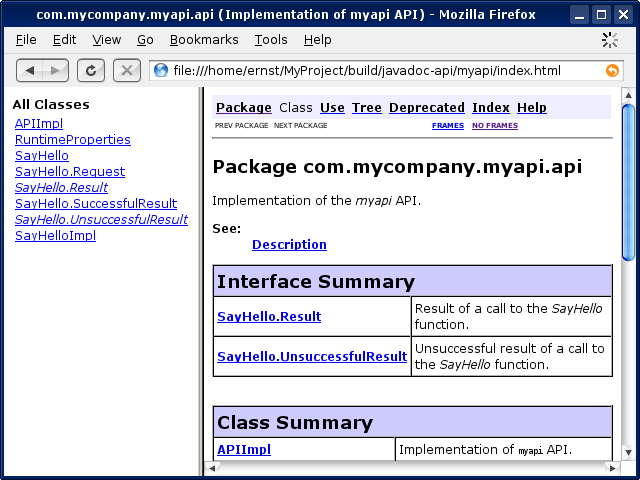 com.mycompany.myapi.api (Implementation of myapi API) - Mozilla Firefox
File Edit View Go Bookmarks Tools Help
file:///home/ernst/MyProject/build/javadoc-api/myapi/index.html
All Classes
APIImpl
RuntimeProperties
SayHello
SayHello.Request
SayHello.Result
SayHello.SuccessfulResult
SayHello.UnsuccessfulResult
SayHelloImpl
Package Class Use Tree Deprecated Index Help
PREV PACKAGE NEXT PACKAGE FRAMES NO FRAMES
Package com.mycompany.myapi.api
Implementation of the myapi API.
See:
Description
Interface Summary
SayHello.Result
Result of a call to the SayHello
function.
SayHello.UnsuccessfulResult
Unsuccessful result of a call to
the SayHello function.
Class Summary
APIImpl
Implementation of myapi API.